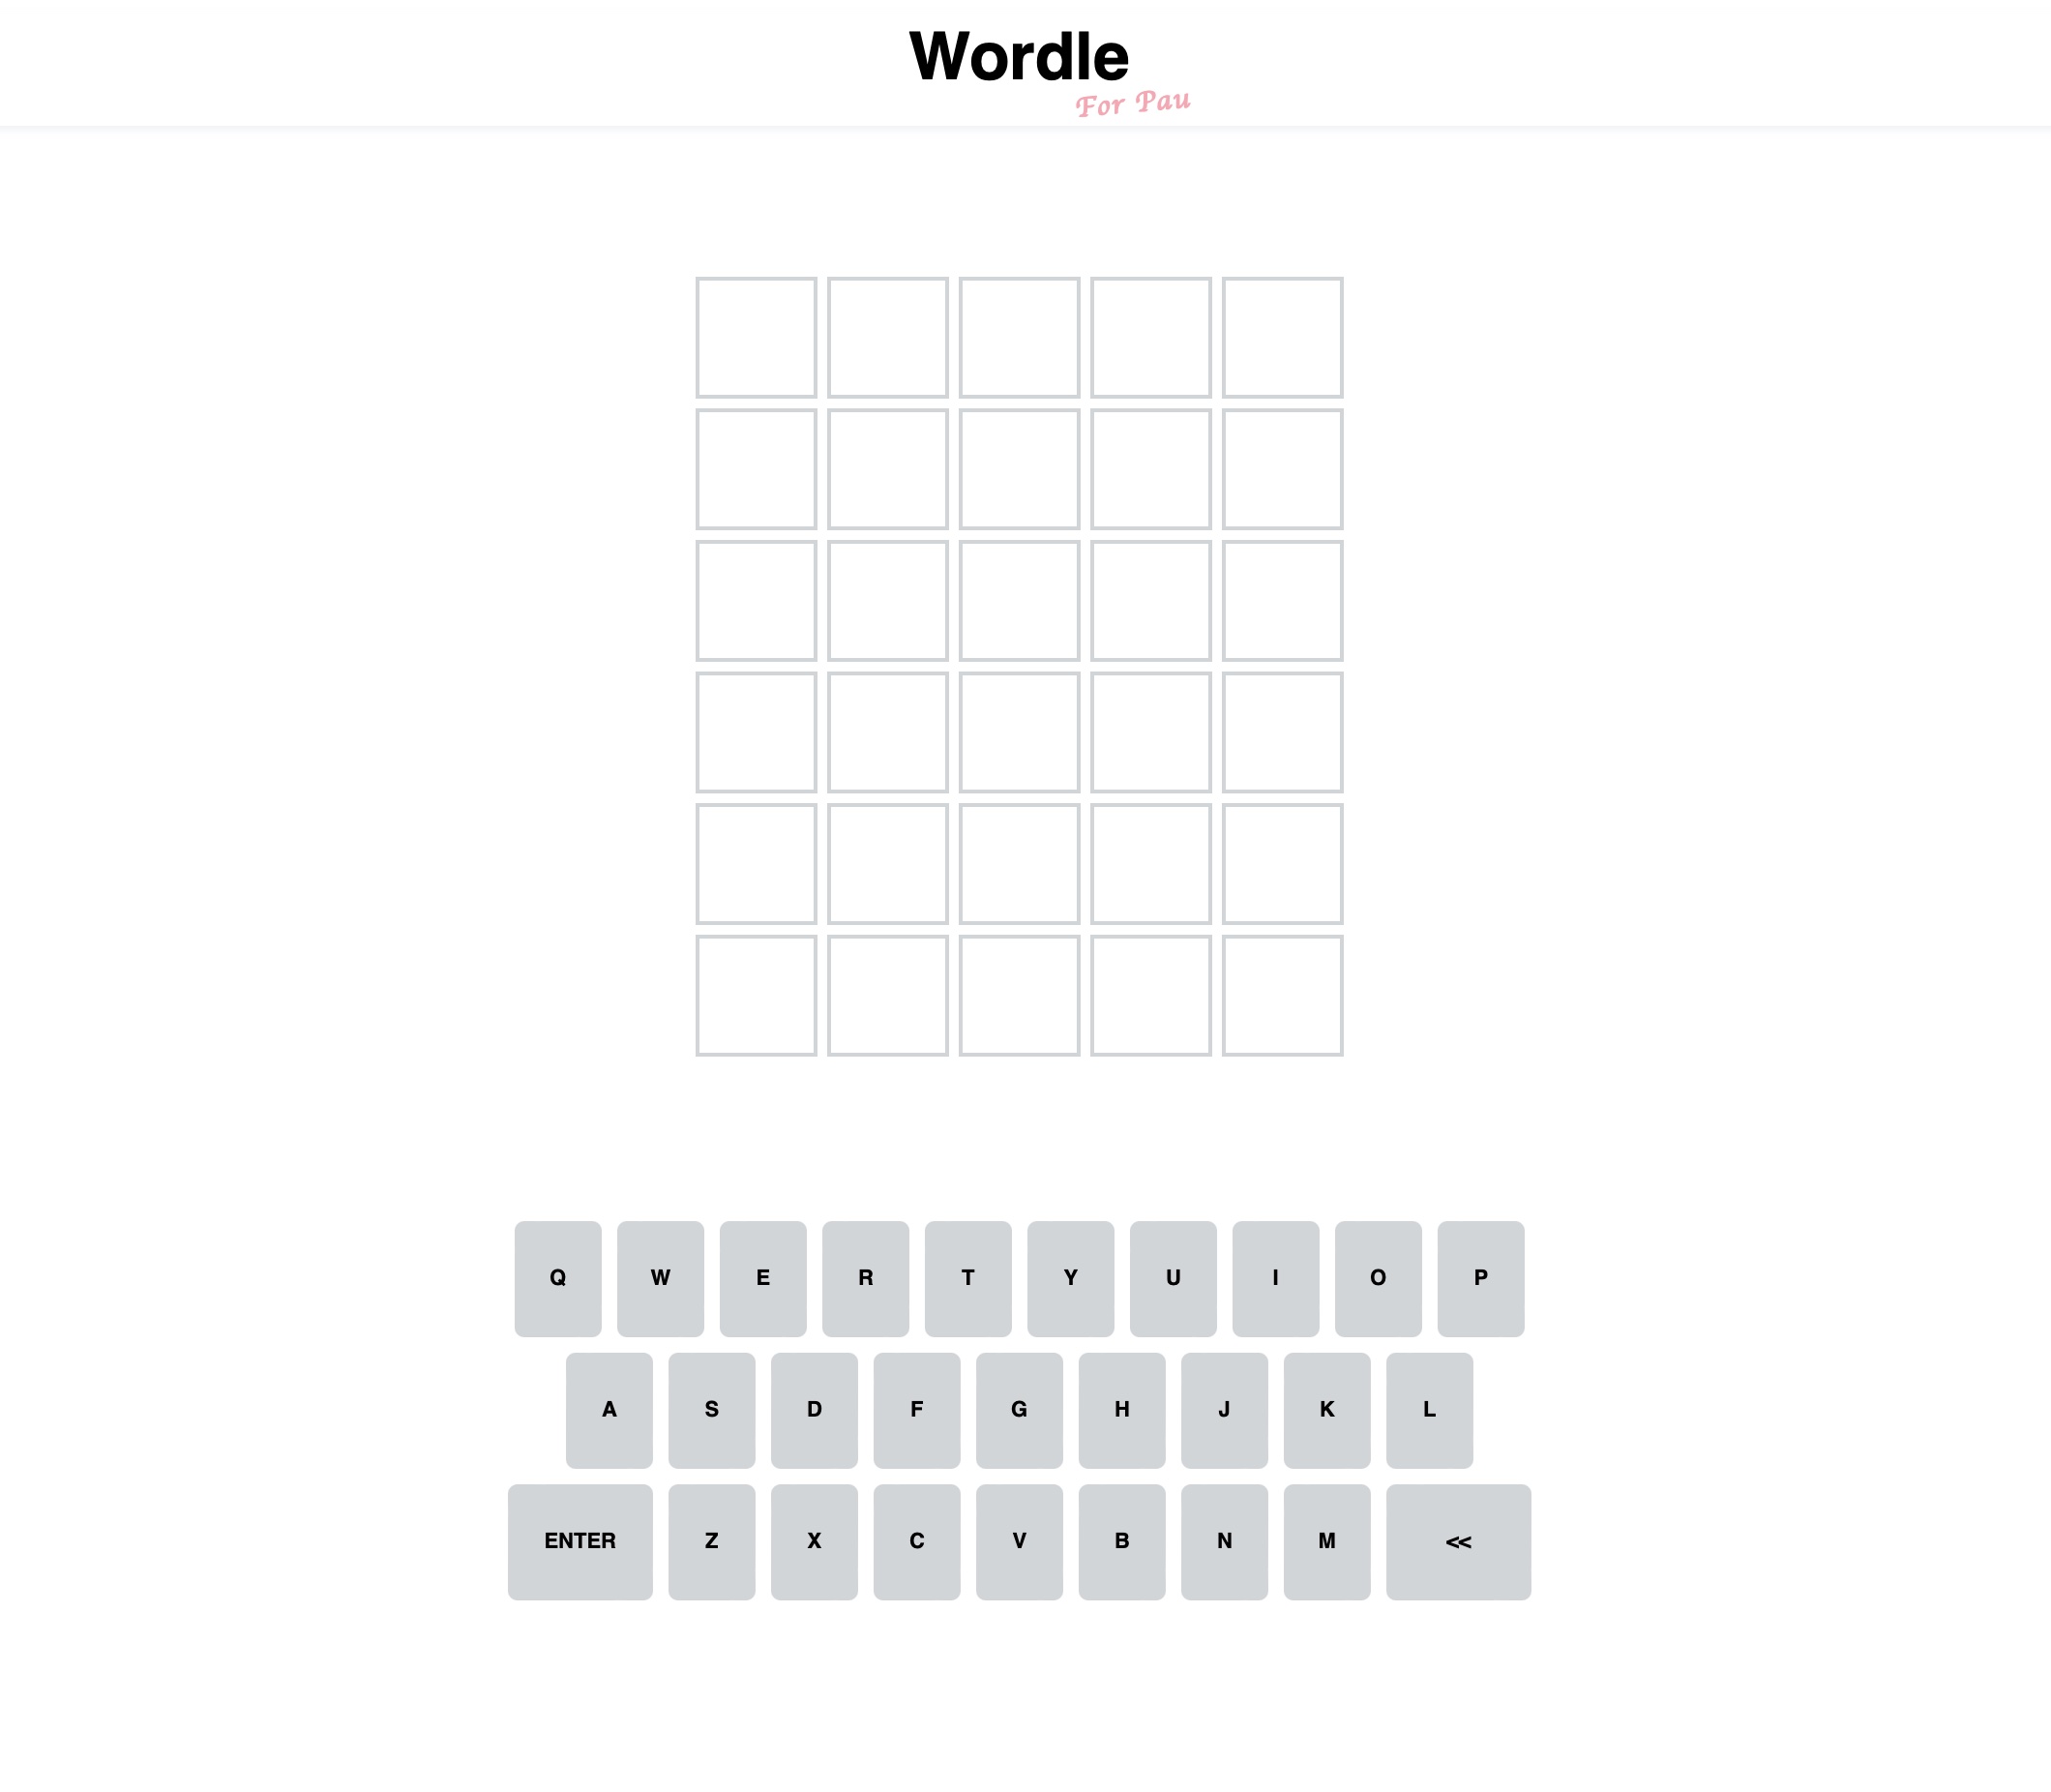 Wordle
For Pau
Q W E R T Y U I O P
A S D F G H J K L
ENTER Z X C V B N M <<